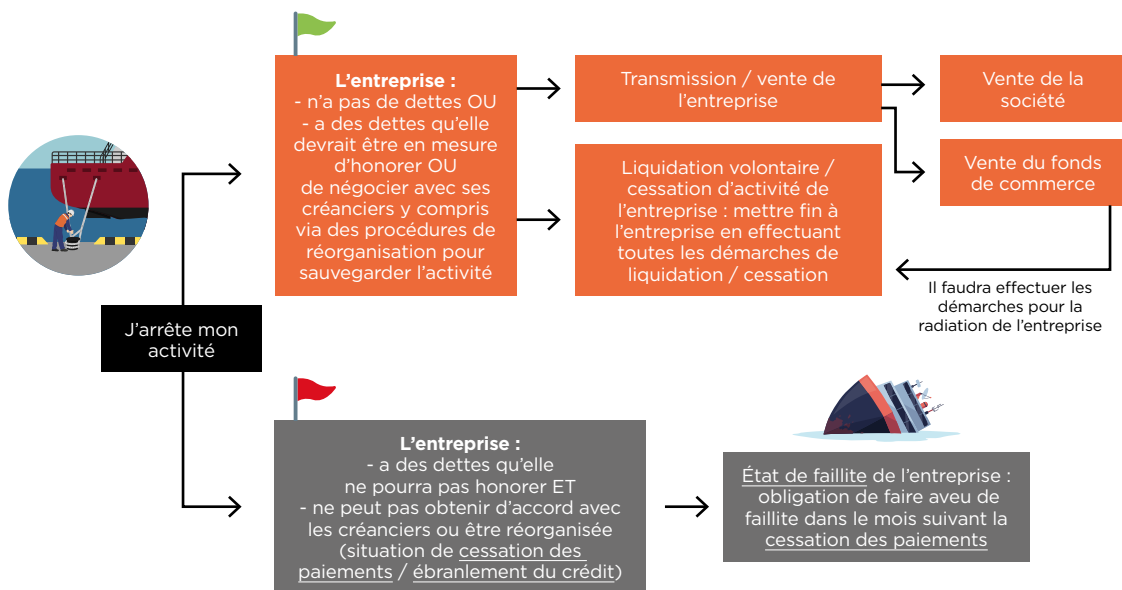 L'entreprise :
- n'a pas de dettes OU
- a des dettes qu'elle
devrait être en mesure
d'honorer OU
de négocier avec ses
créanciers y compris
via des procédures de
réorganisation pour
sauvegarder l'activité
Transmission / vente de
l'entreprise
Vente de la
société
Vente du fonds
de commerce
Liquidation volontaire /
cessation d'activité de
l'entreprise : mettre fin à
l'entreprise en effectuant
toutes les démarches de
liquidation / cessation
Il faudra effectuer les
démarches pour la
radiation de l'entreprise
J'arrête mon
activité
L'entreprise :
- a des dettes qu'elle
ne pourra pas honorer ET
- ne peut pas obtenir d'accord avec
les créanciers ou être réorganisée
(situation de cessation des
paiements / ébranlement du crédit)
État de faillite de l'entreprise :
obligation de faire aveu de
faillite dans le mois suivant la
cessation des paiements